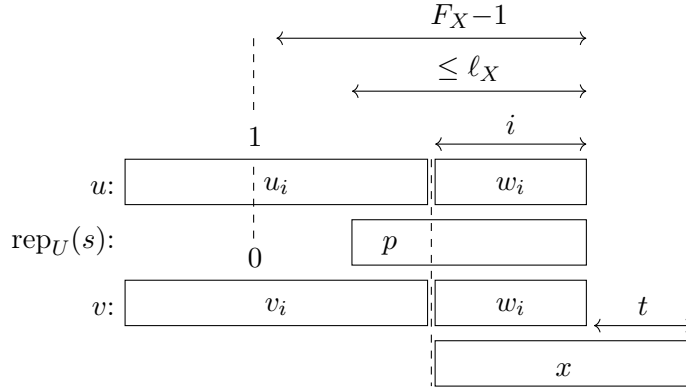 F_X−1
≤ ℓ_X
1
i
u: u_i w_i
rep_U(s): p
0
v: v_i w_i
t
x